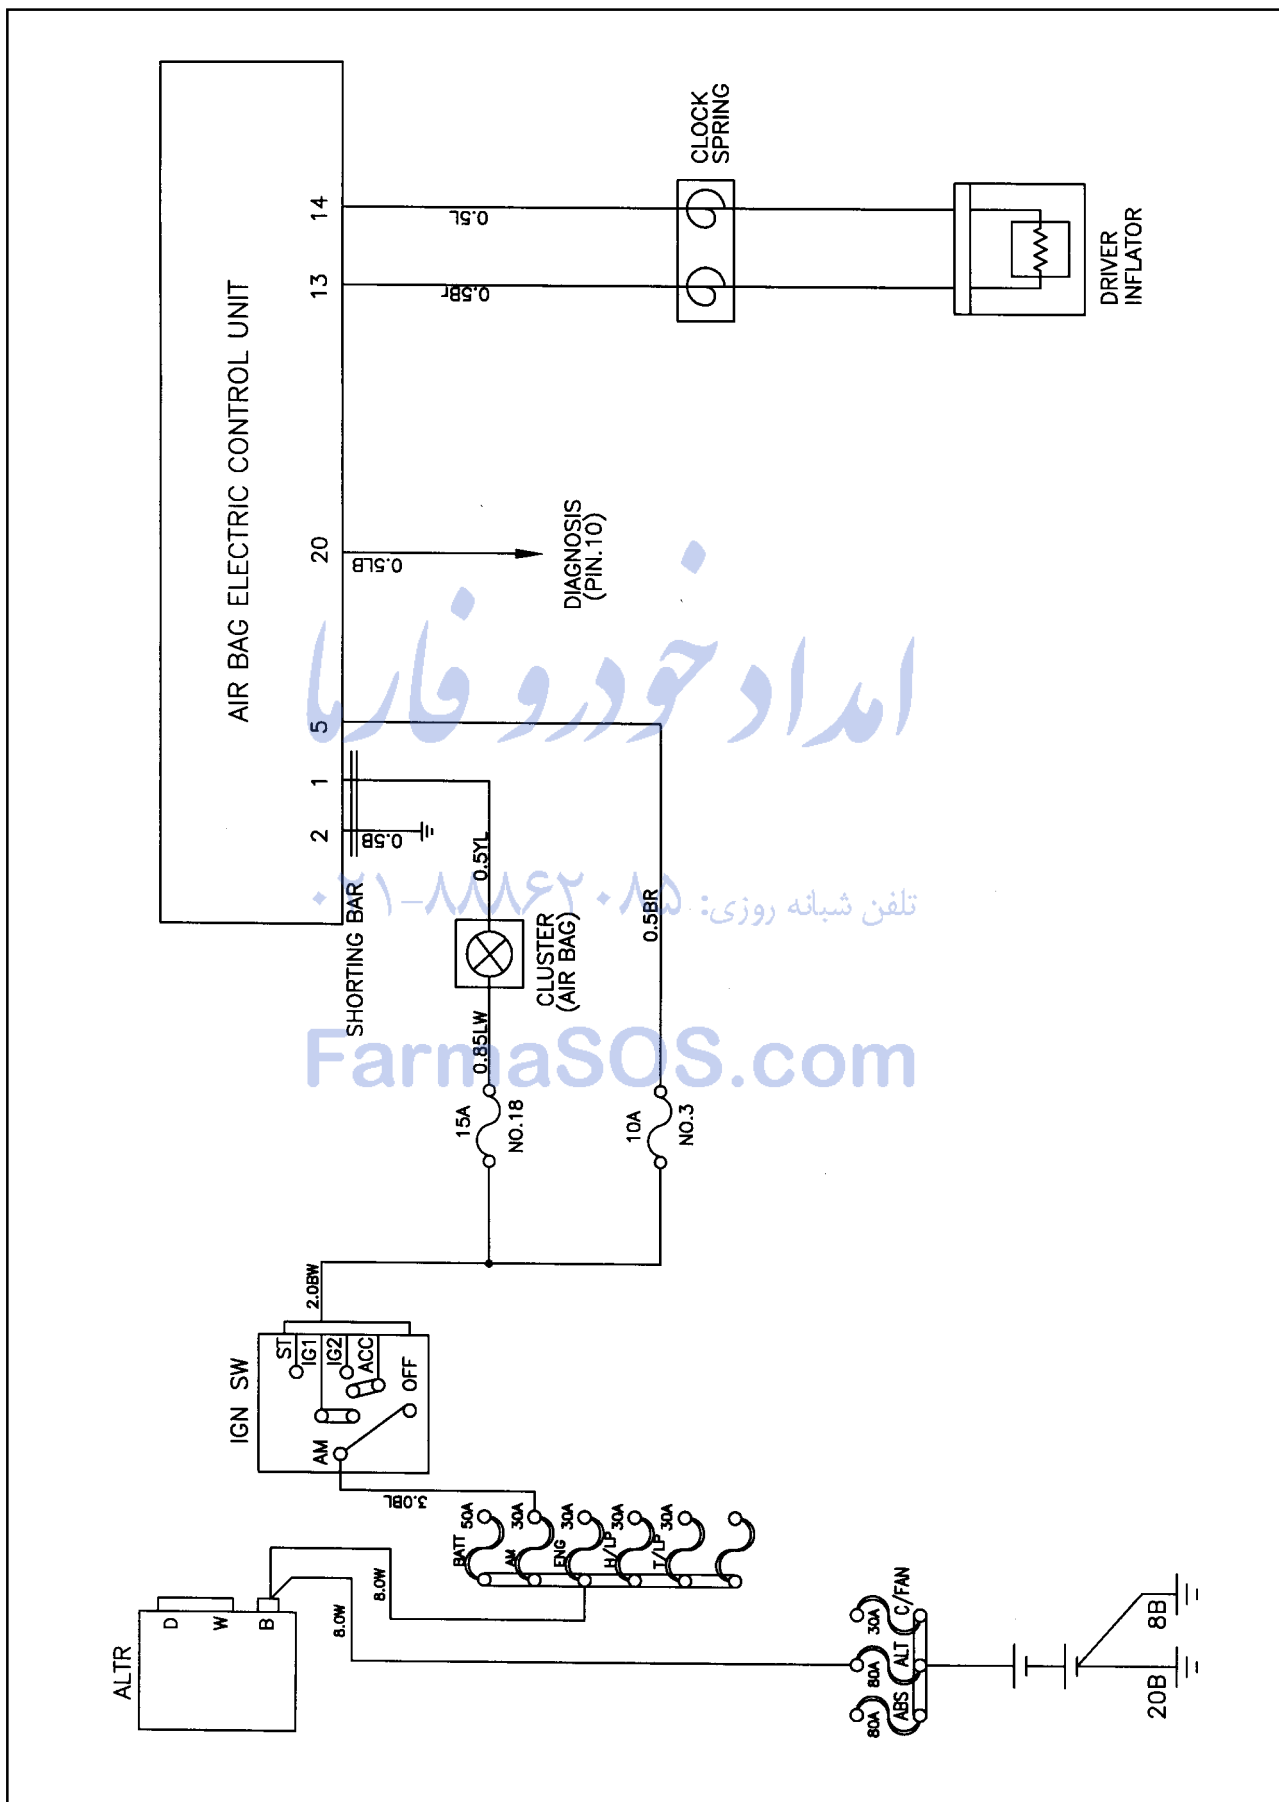 AIR BAG ELECTRIC CONTROL UNIT
SHORTING BAR
2
1
5
20
13
14
0.5B
0.5YL
0.5LB
0.5Br
0.5L
DIAGNOSIS
(PIN.10)
CLOCK
SPRING
DRIVER
INFLATOR
CLUSTER
(AIR BAG)
0.85LW
0.5BR
15A
NO.18
10A
NO.3
2.0BW
IGN SW
ST
IG1
IG2
ACC
OFF
AM
3.0BL
BATT 50A
AM 30A
ENG 30A
H/LP 30A
T/LP 30A
ALTR
D
W
B
8.0W
8.0W
80A ABS
80A ALT
30A C/FAN
20B
8B
امداد خودرو فارما
تلفن شبانه روزی: ۰۲۱-۸۸۸۶۲۰۸۵
FarmaSOS.com